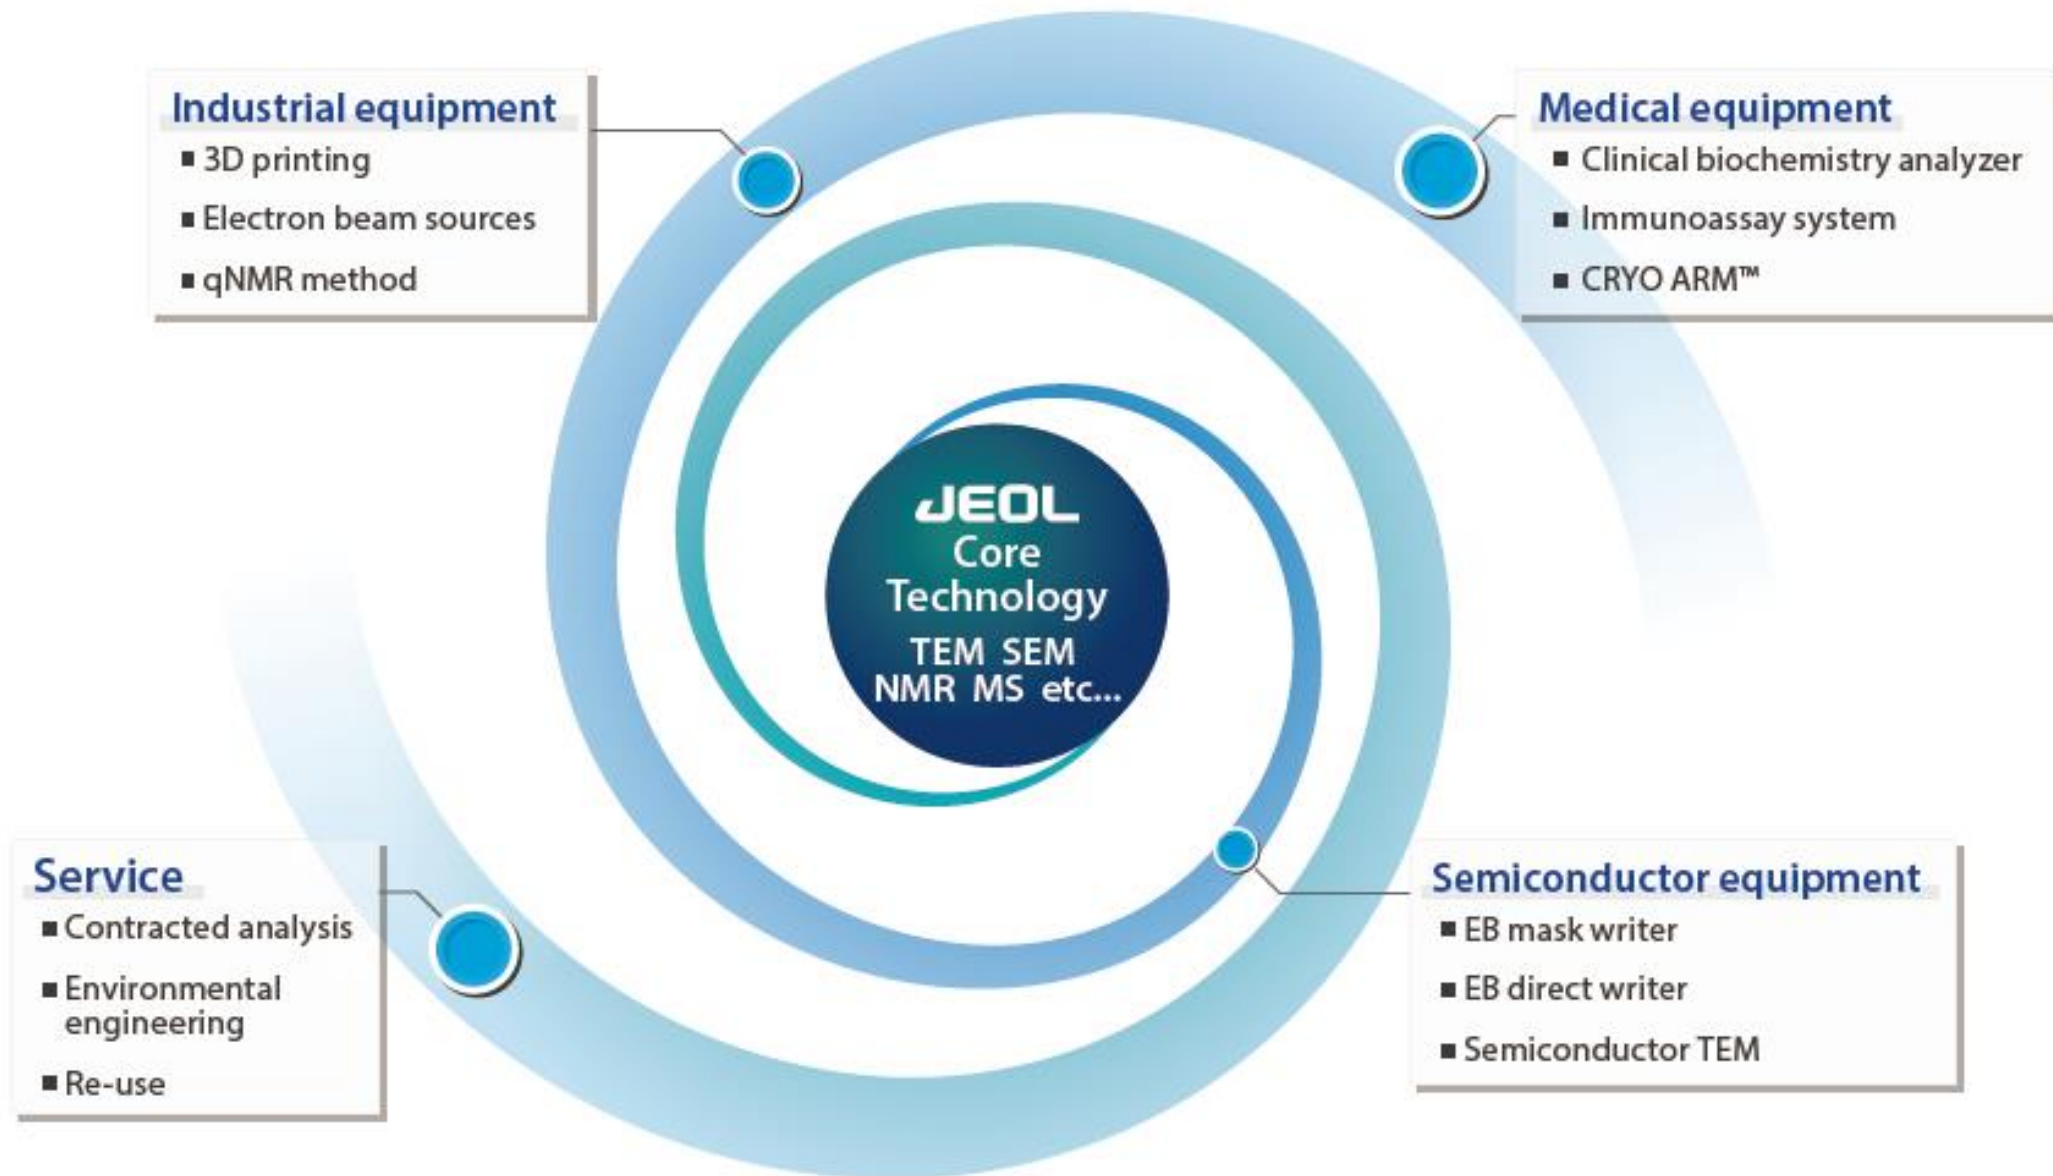 Industrial equipment
▪ 3D printing
▪ Electron beam sources
▪ qNMR method
Medical equipment
▪ Clinical biochemistry analyzer
▪ Immunoassay system
▪ CRYO ARM™
JEOL
Core
Technology
TEM SEM
NMR MS etc...
Service
▪ Contracted analysis
▪ Environmental
engineering
▪ Re-use
Semiconductor equipment
▪ EB mask writer
▪ EB direct writer
▪ Semiconductor TEM